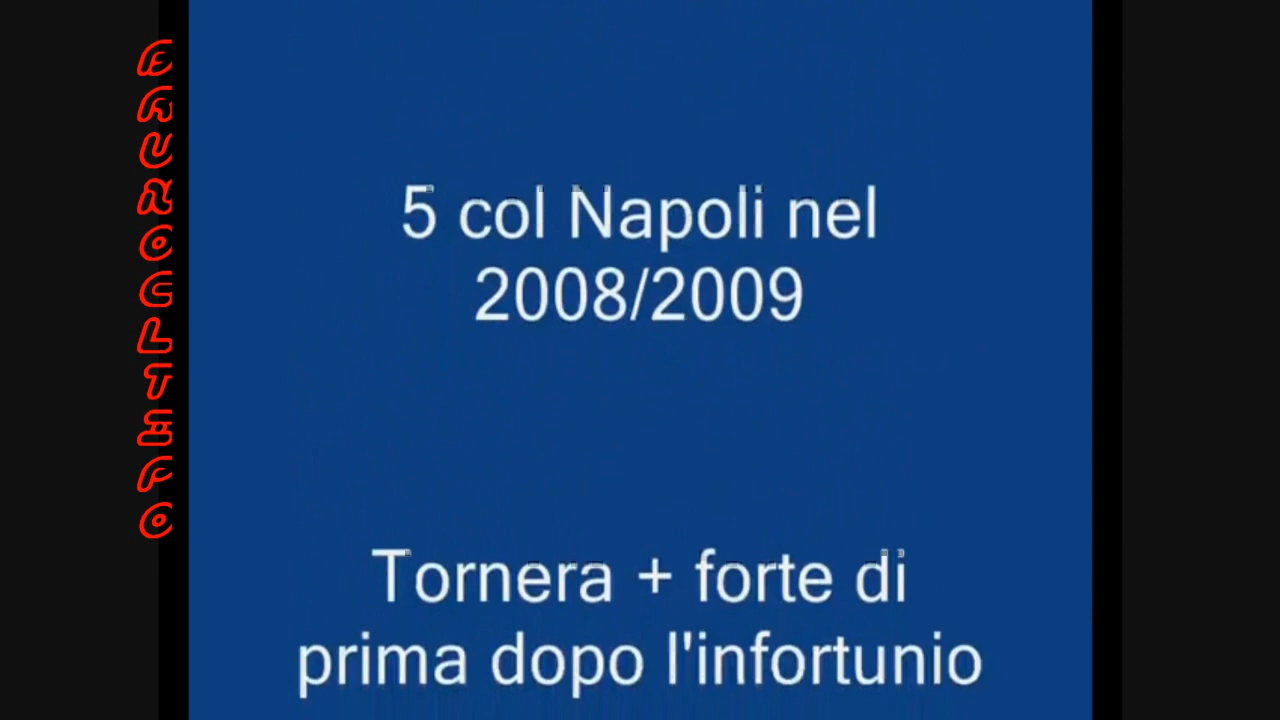 5 col Napoli nel
2008/2009
Tornera + forte di
prima dopo l'infortunio